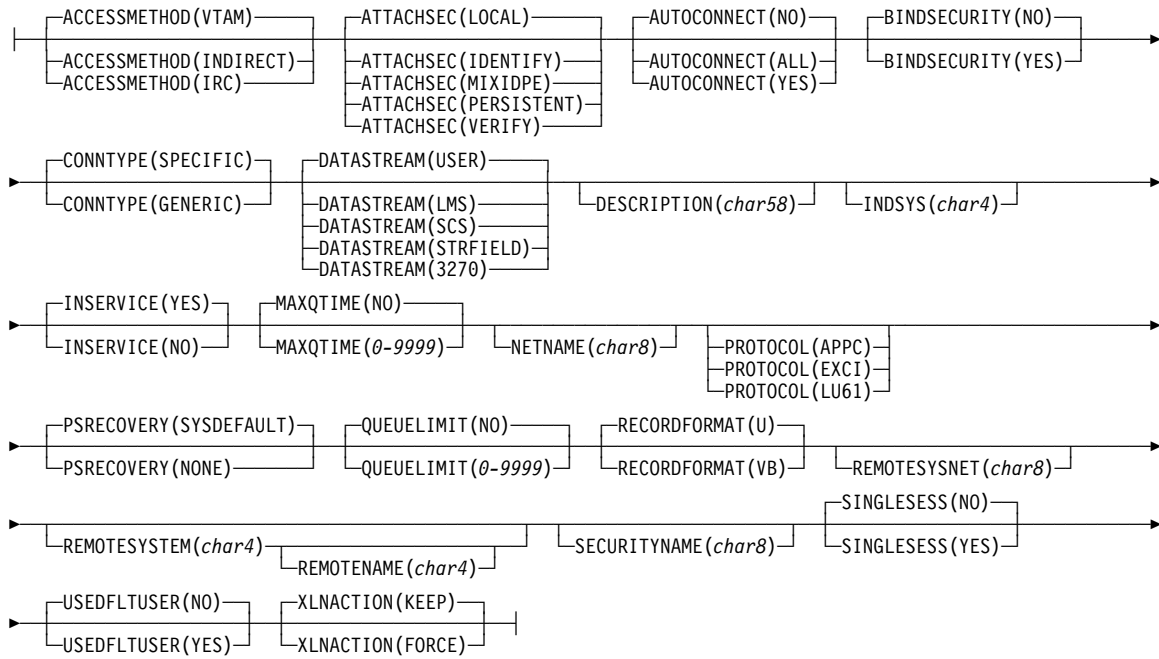 ACCESSMETHOD(VTAM) ATTACHSEC(LOCAL) AUTOCONNECT(NO) BINDSECURITY(NO)
ACCESSMETHOD(INDIRECT) ATTACHSEC(IDENTIFY) AUTOCONNECT(ALL) BINDSECURITY(YES)
ACCESSMETHOD(IRC) ATTACHSEC(MIXIDPE) AUTOCONNECT(YES)
ATTACHSEC(PERSISTENT)
ATTACHSEC(VERIFY)
CONNTYPE(SPECIFIC) DATASTREAM(USER)
CONNTYPE(GENERIC) DATASTREAM(LMS) DESCRIPTION(char58) INDSYS(char4)
DATASTREAM(SCS)
DATASTREAM(STRFIELD)
DATASTREAM(3270)
INSERVICE(YES) MAXQTIME(NO)
INSERVICE(NO) MAXQTIME(0-9999) NETNAME(char8) PROTOCOL(APPC)
PROTOCOL(EXCI)
PROTOCOL(LU61)
PSRECOVERY(SYSDEFAULT) QUEUELIMIT(NO) RECORDFORMAT(U)
PSRECOVERY(NONE) QUEUELIMIT(0-9999) RECORDFORMAT(VB) REMOTESYSNET(char8)
SINGLESESS(NO)
REMOTESYSTEM(char4) SECURITYNAME(char8) SINGLESESS(YES)
REMOTENAME(char4)
USEDFLTUSER(NO) XLNACTION(KEEP)
USEDFLTUSER(YES) XLNACTION(FORCE)